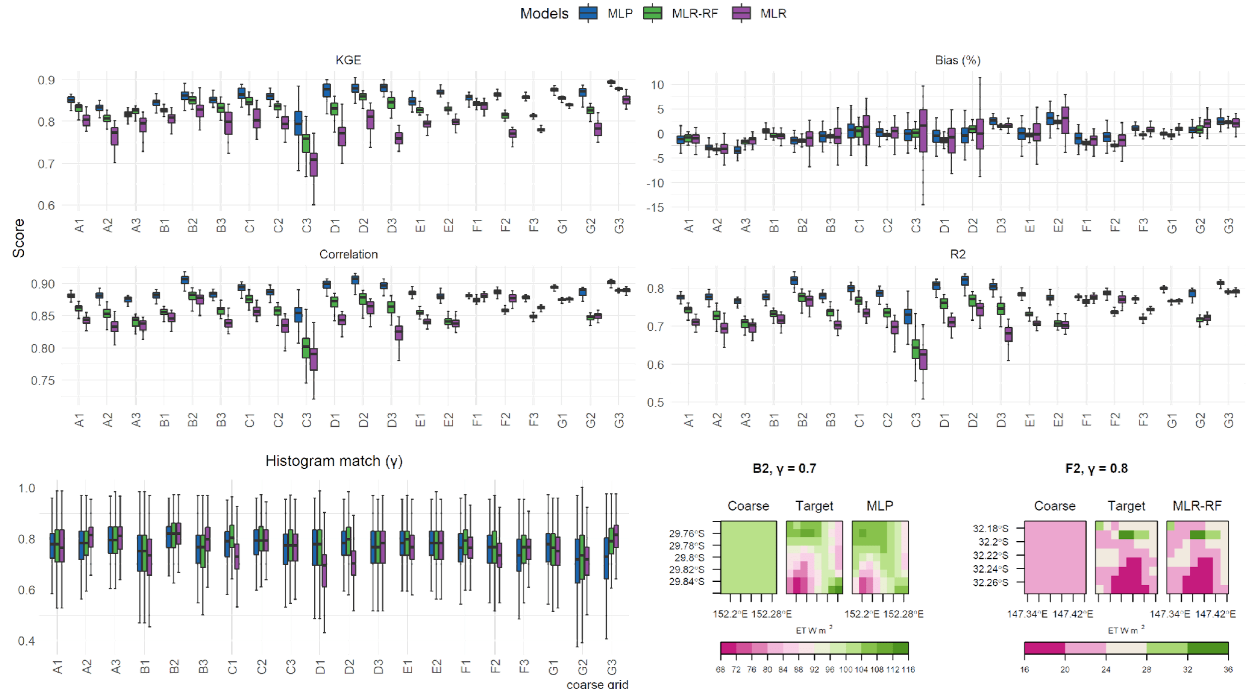 Models MLP MLR-RF MLR
KGE
0.9
0.8
0.7
0.6
A1 A2 A3 B1 B2 B3 C1 C2 C3 D1 D2 D3 E1 E2 F1 F2 F3 G1 G2 G3
Bias (%)
10
5
0
-5
-10
-15
A1 A2 A3 B1 B2 B3 C1 C2 C3 D1 D2 D3 E1 E2 F1 F2 F3 G1 G2 G3
Score
Correlation
0.90
0.85
0.80
0.75
A1 A2 A3 B1 B2 B3 C1 C2 C3 D1 D2 D3 E1 E2 F1 F2 F3 G1 G2 G3
R2
0.8
0.7
0.6
0.5
A1 A2 A3 B1 B2 B3 C1 C2 C3 D1 D2 D3 E1 E2 F1 F2 F3 G1 G2 G3
Histogram match (γ)
1.0
0.8
0.6
0.4
A1 A2 A3 B1 B2 B3 C1 C2 C3 D1 D2 D3 E1 E2 F1 F2 F3 G1 G2 G3
coarse grid
B2, γ = 0.7
Coarse Target MLP
29.76°S
29.78°S
29.8°S
29.82°S
29.84°S
152.2°E 152.28°E 152.2°E 152.28°E
ET W m²
68 72 76 80 84 88 92 96 100 104 108 112 116
F2, γ = 0.8
Coarse Target MLR-RF
32.18°S
32.2°S
32.22°S
32.24°S
32.26°S
147.34°E 147.42°E 147.34°E 147.42°E
ET W m²
16 20 24 28 32 36